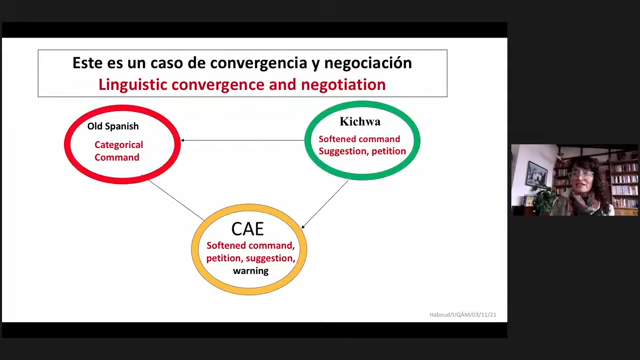 Este es un caso de convergencia y negociación
Linguistic convergence and negotiation
Old Spanish
Categorical
Command
Kichwa
Softened command
Suggestion, petition
CAE
Softened command,
petition, suggestion,
warning
Haboud/UQÀM/03/11/21